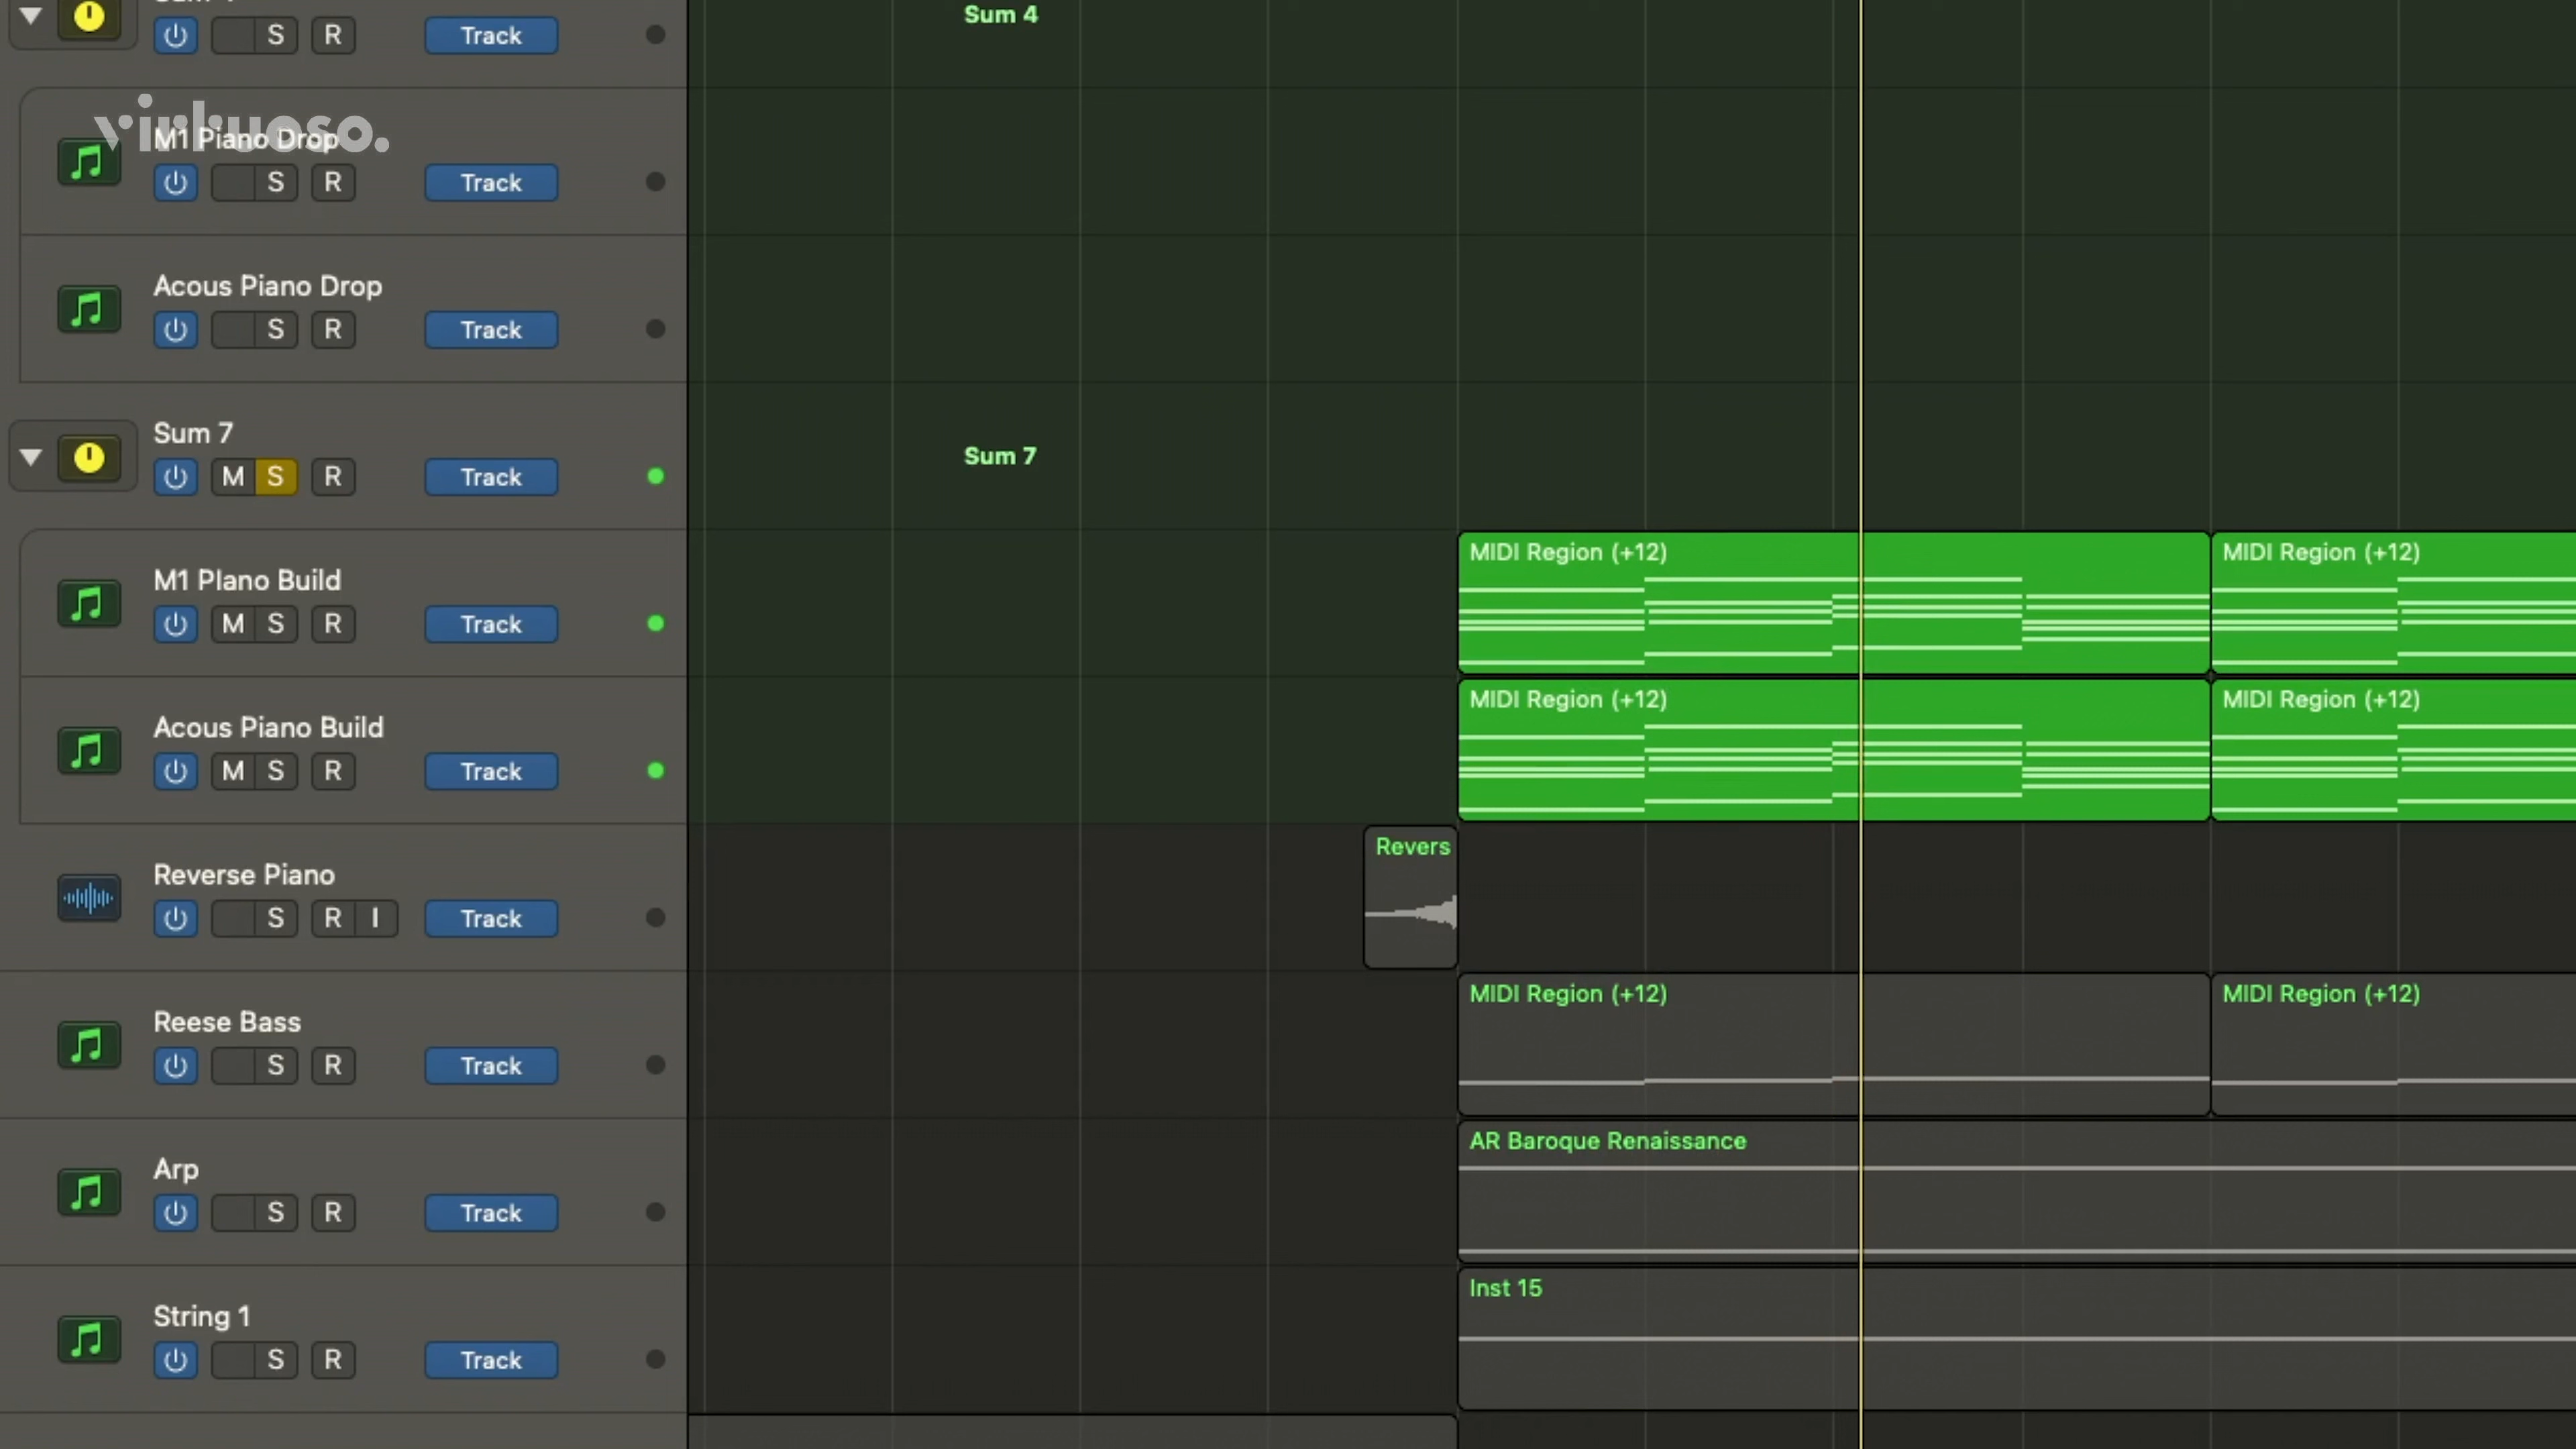 Sum 4
S R Track
virtuoso.
M1 Piano Drop
S R Track
Acous Piano Drop
S R Track
Sum 7
M S R Track
Sum 7
M1 PIano Build
M S R Track
MIDI Region (+12) MIDI Region (+12)
Acous Piano Build
M S R Track
MIDI Region (+12) MIDI Region (+12)
Reverse Piano
S R I Track
Revers
Reese Bass
S R Track
MIDI Region (+12) MIDI Region (+12)
Arp
S R Track
AR Baroque Renaissance
String 1
S R Track
Inst 15